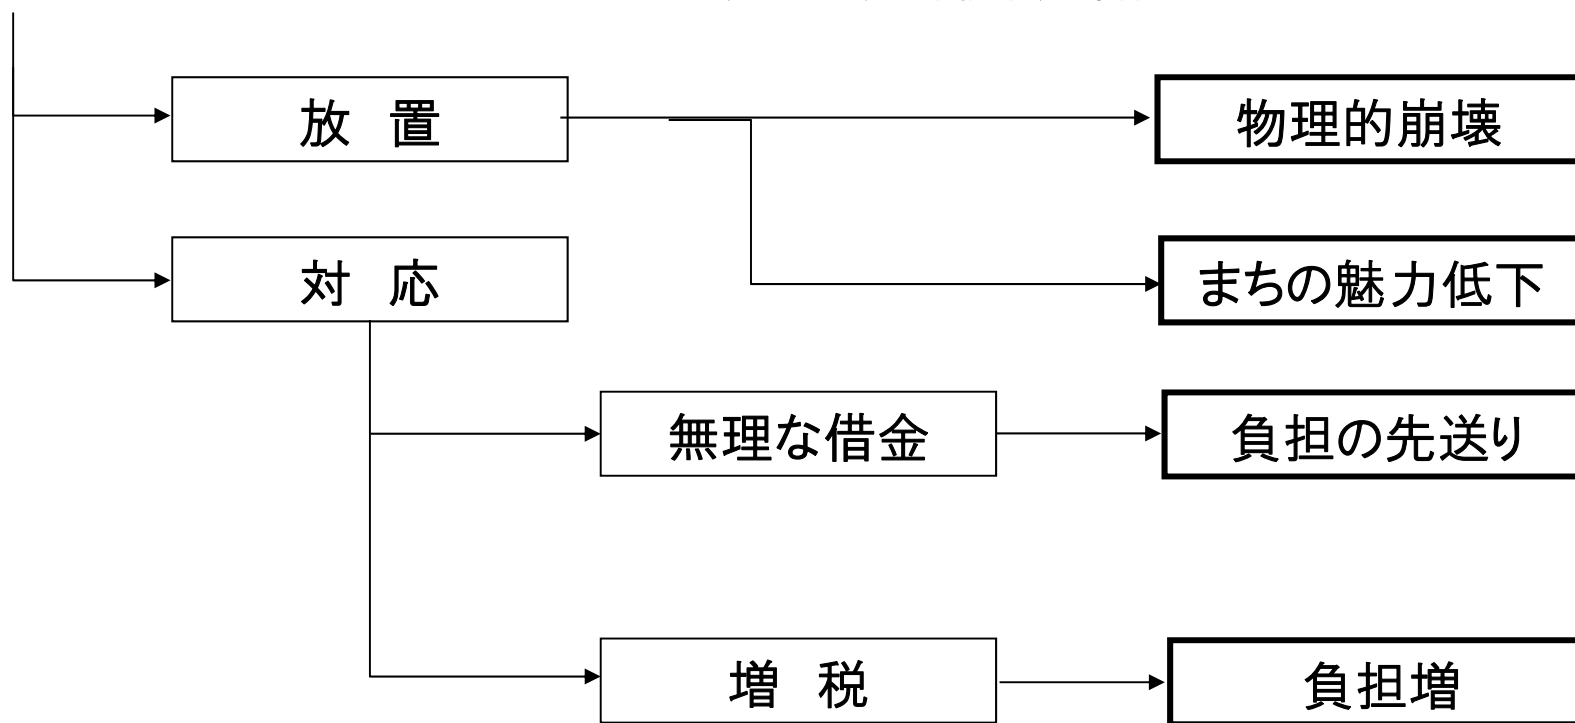 放 置
物理的崩壊
対 応
まちの魅力低下
無理な借金
負担の先送り
増 税
負担増